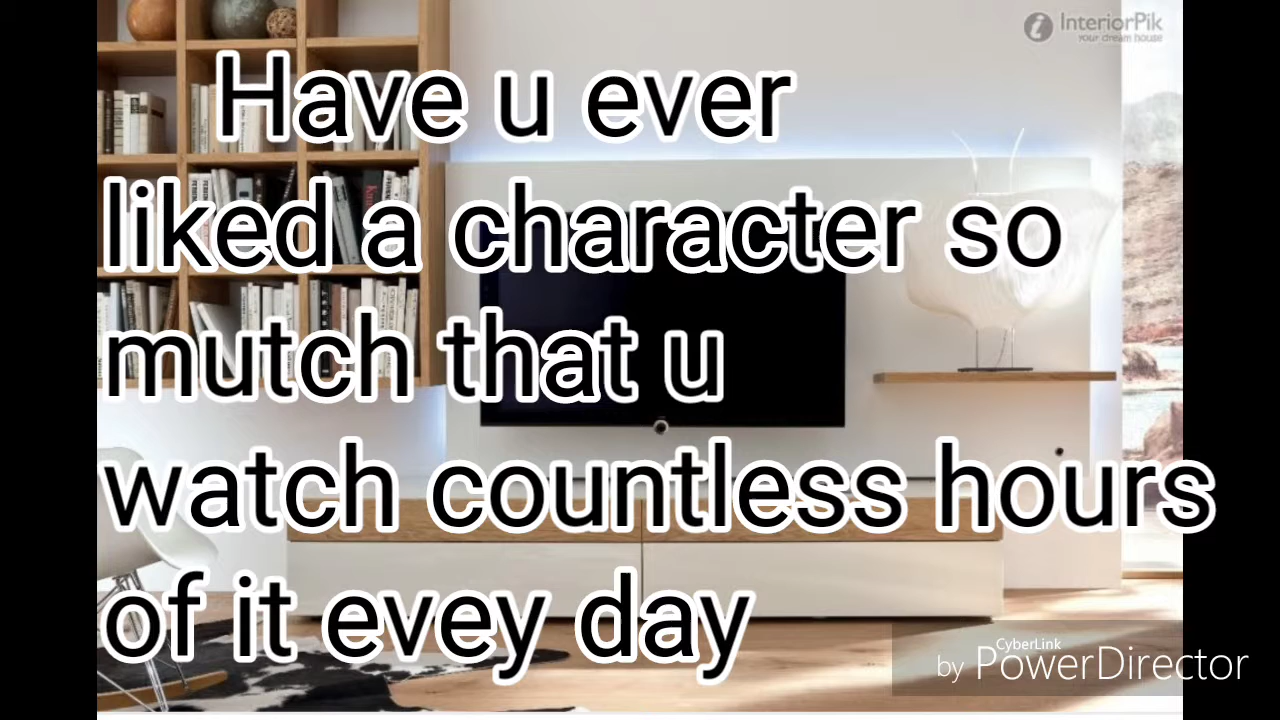 InteriorPik
your dream house
Have u ever
liked a character so
mutch that u
watch countless hours
of it evey day
CyberLink
by PowerDirector